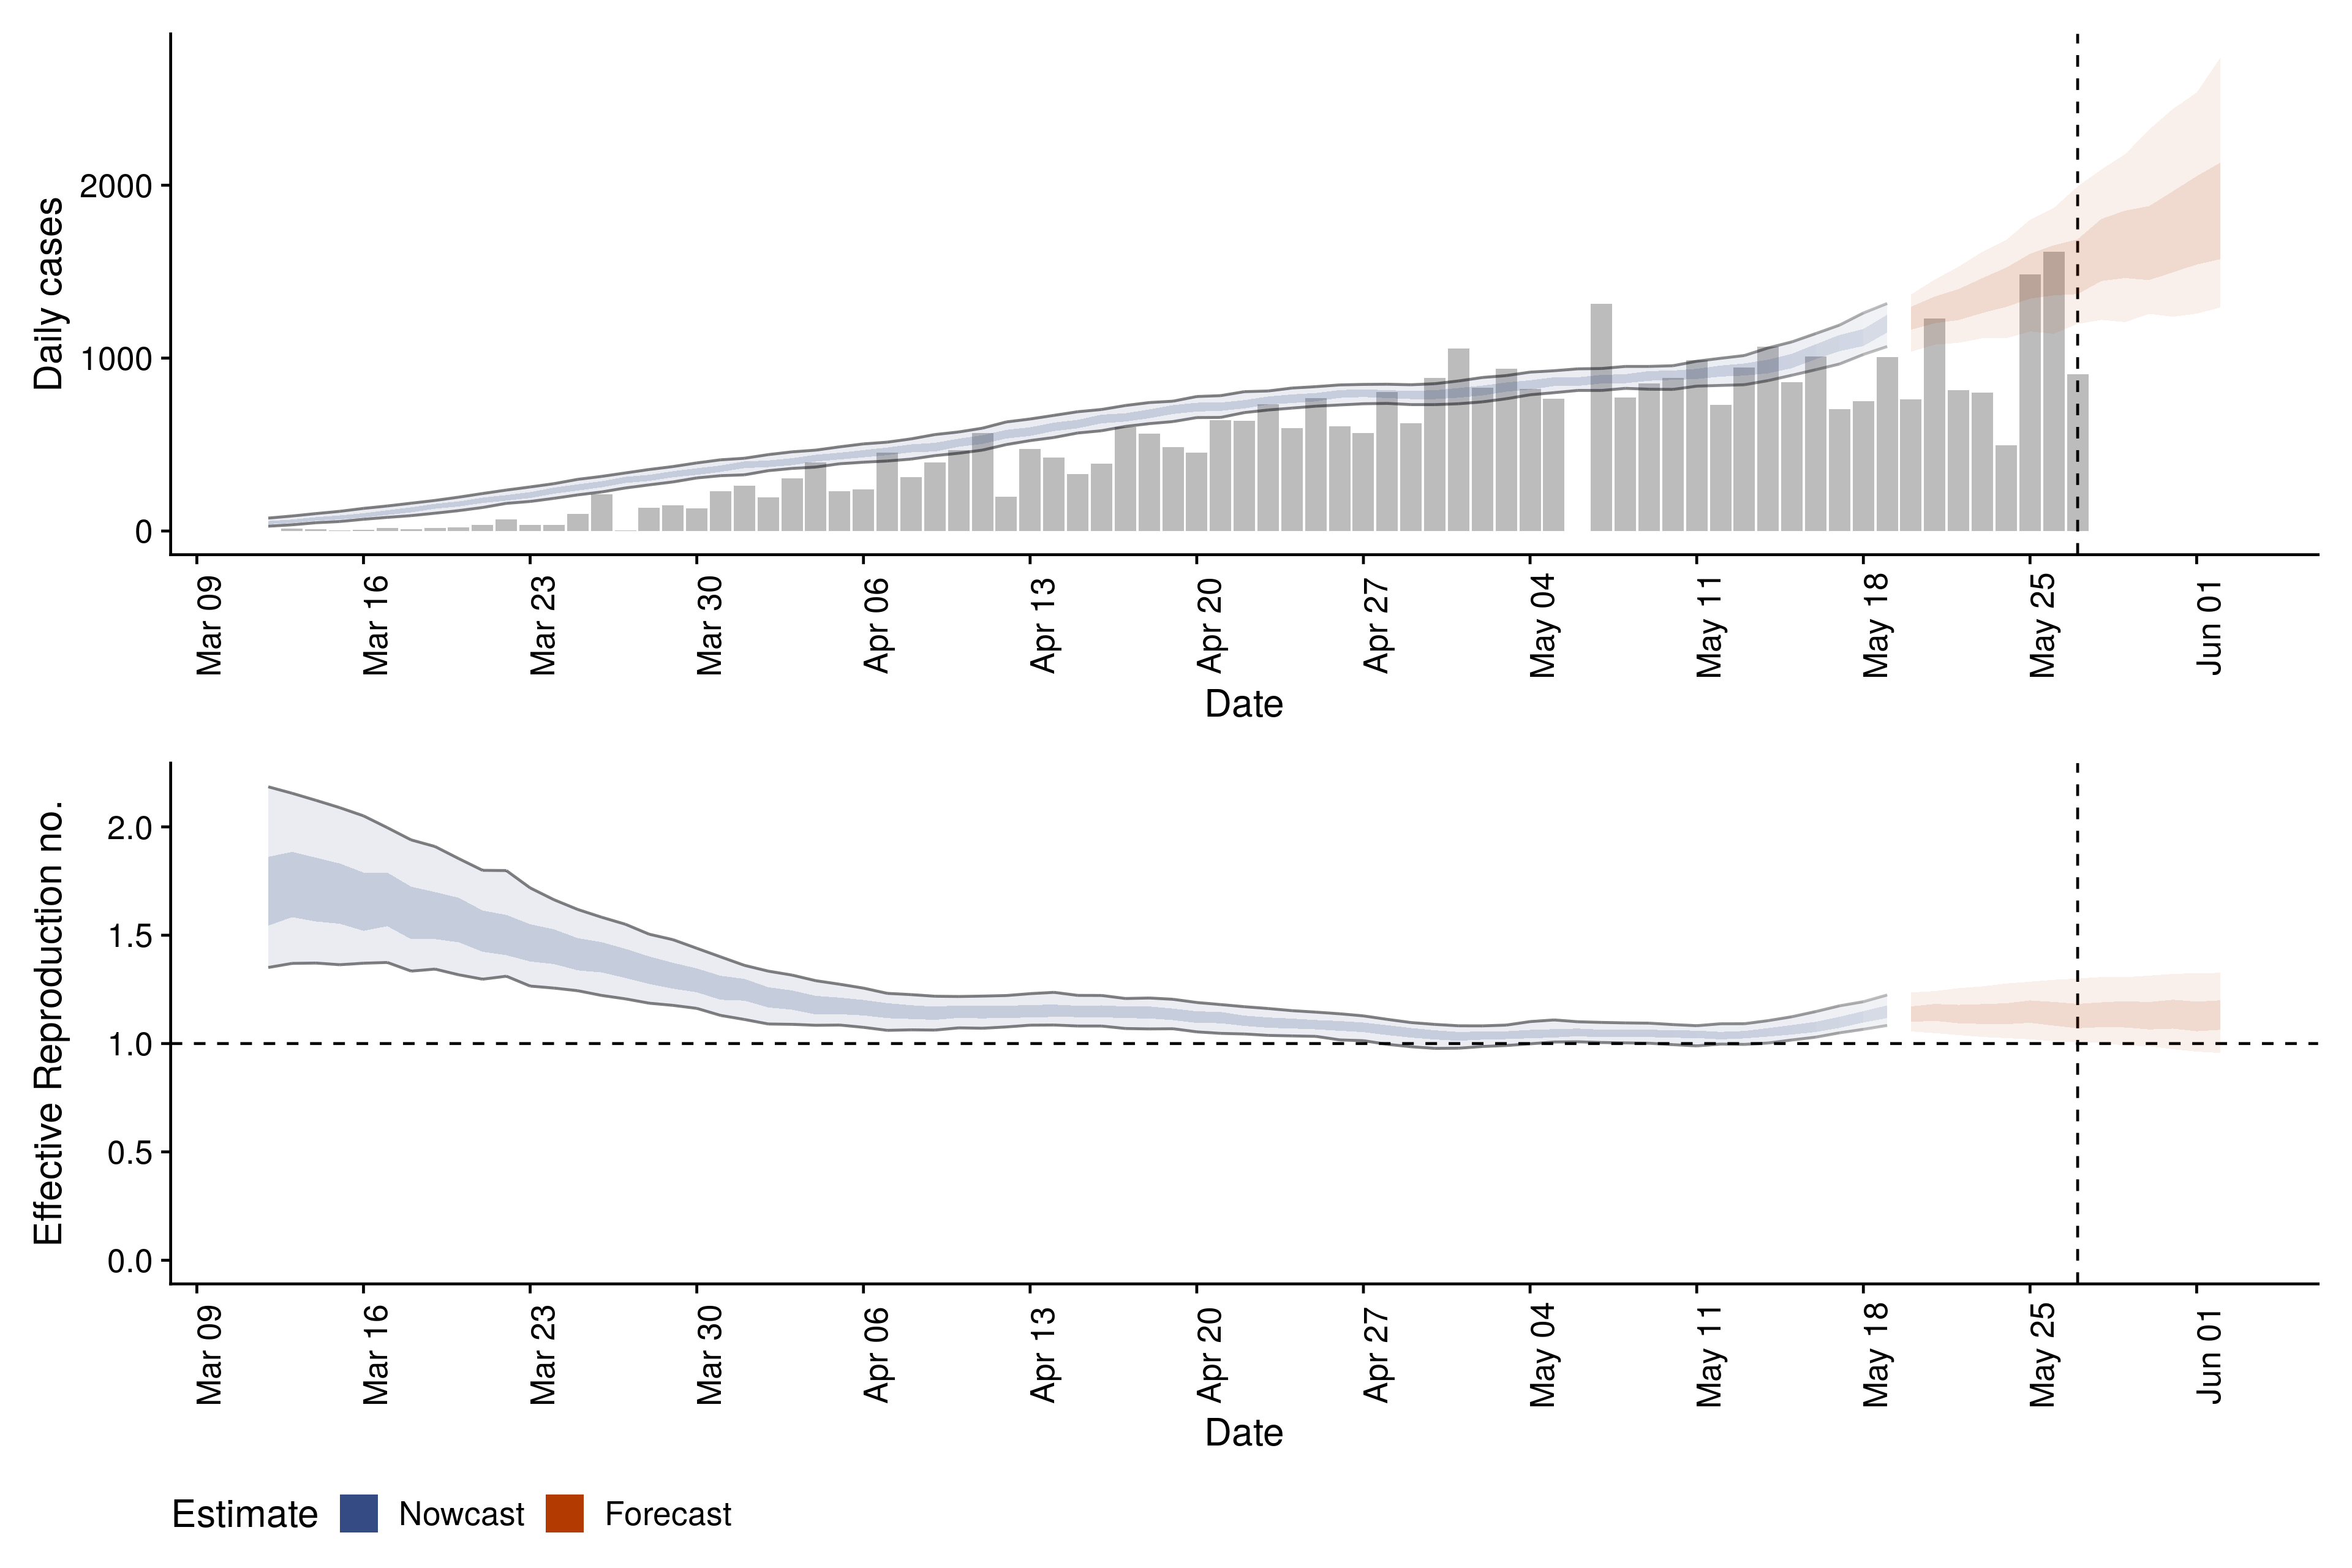 Daily cases
2000
1000
0
Mar 09 Mar 16 Mar 23 Mar 30 Apr 06 Apr 13 Apr 20 Apr 27 May 04 May 11 May 18 May 25 Jun 01
Date
Effective Reproduction no.
2.0
1.5
1.0
0.5
0.0
Mar 09 Mar 16 Mar 23 Mar 30 Apr 06 Apr 13 Apr 20 Apr 27 May 04 May 11 May 18 May 25 Jun 01
Date
Estimate Nowcast Forecast